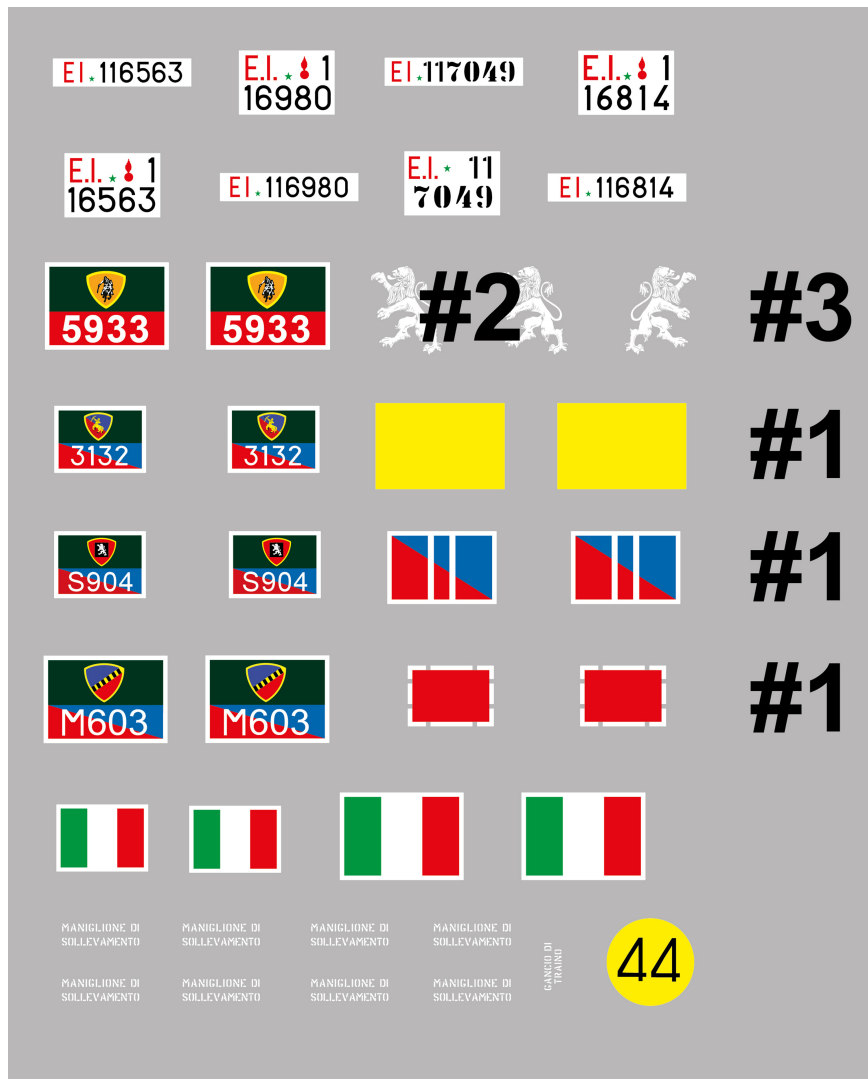 EI.116563
E.I. 1
16980
EI.117049
E.I. 1
16814
E.I. 1
16563
EI.116980
E.I. 11
7049
EI.116814
5933
5933
#2
#3
3132
3132
#1
S904
S904
#1
M603
M603
#1
MANIGLIONE DI
SOLLEVAMENTO
MANIGLIONE DI
SOLLEVAMENTO
MANIGLIONE DI
SOLLEVAMENTO
MANIGLIONE DI
SOLLEVAMENTO
GANCIO DI
TRAINO
44
MANIGLIONE DI
SOLLEVAMENTO
MANIGLIONE DI
SOLLEVAMENTO
MANIGLIONE DI
SOLLEVAMENTO
MANIGLIONE DI
SOLLEVAMENTO